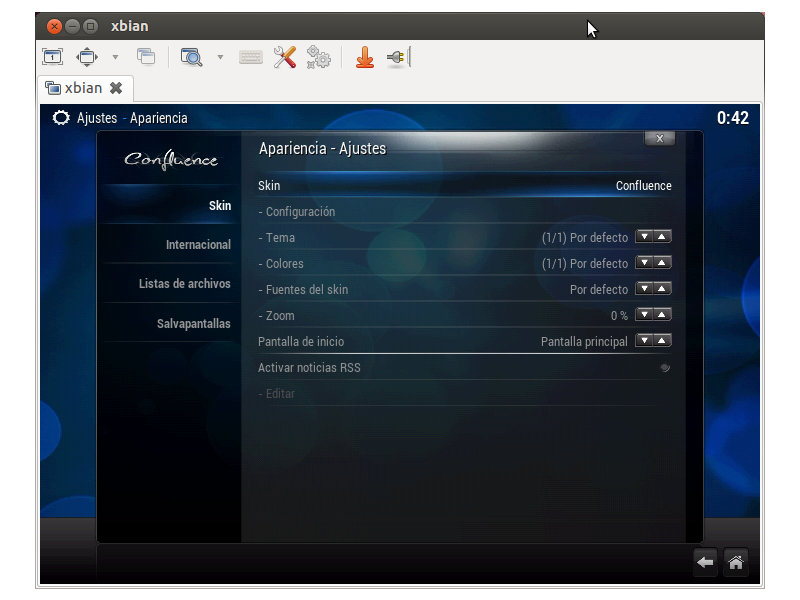 xbian
xbian
Ajustes - Apariencia 0:42
Confluence
Skin
Internacional
Listas de archivos
Salvapantallas
Apariencia - Ajustes
x
Skin Confluence
- Configuración
- Tema (1/1) Por defecto
- Colores (1/1) Por defecto
- Fuentes del skin Por defecto
- Zoom 0 %
Pantalla de inicio Pantalla principal
Activar noticias RSS
- Editar